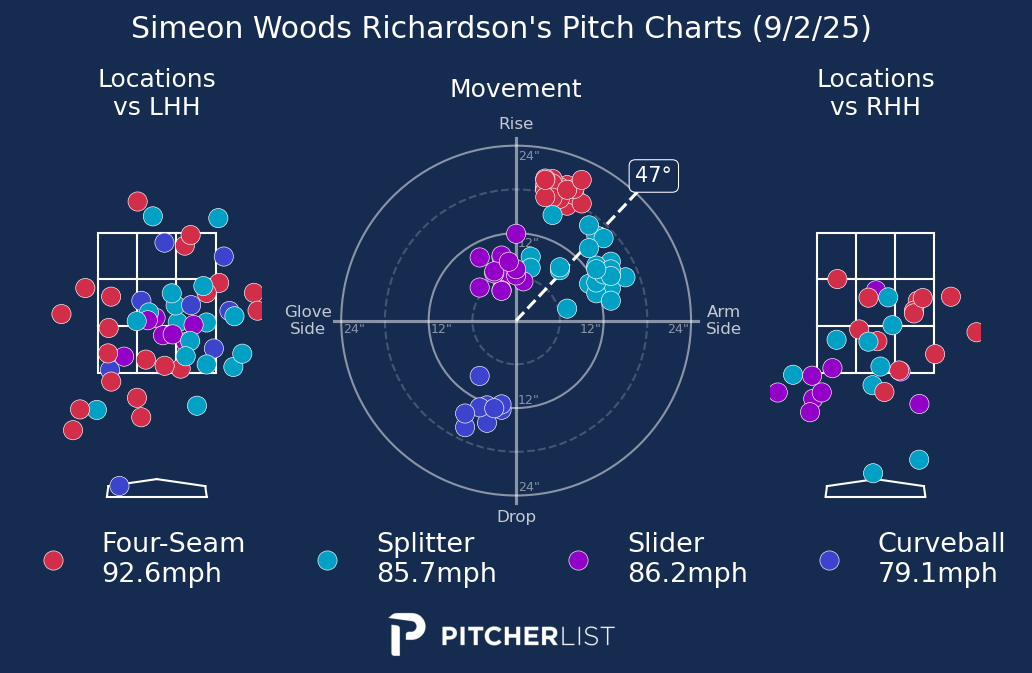 Simeon Woods Richardson's Pitch Charts (9/2/25)
Locations
vs LHH
Movement
Locations
vs RHH
Rise
24"
47°
12"
Glove
Side
24"
12"
12"
24"
Arm
Side
12"
24"
Drop
Four-Seam
92.6mph
Splitter
85.7mph
Slider
86.2mph
Curveball
79.1mph
PITCHERLIST